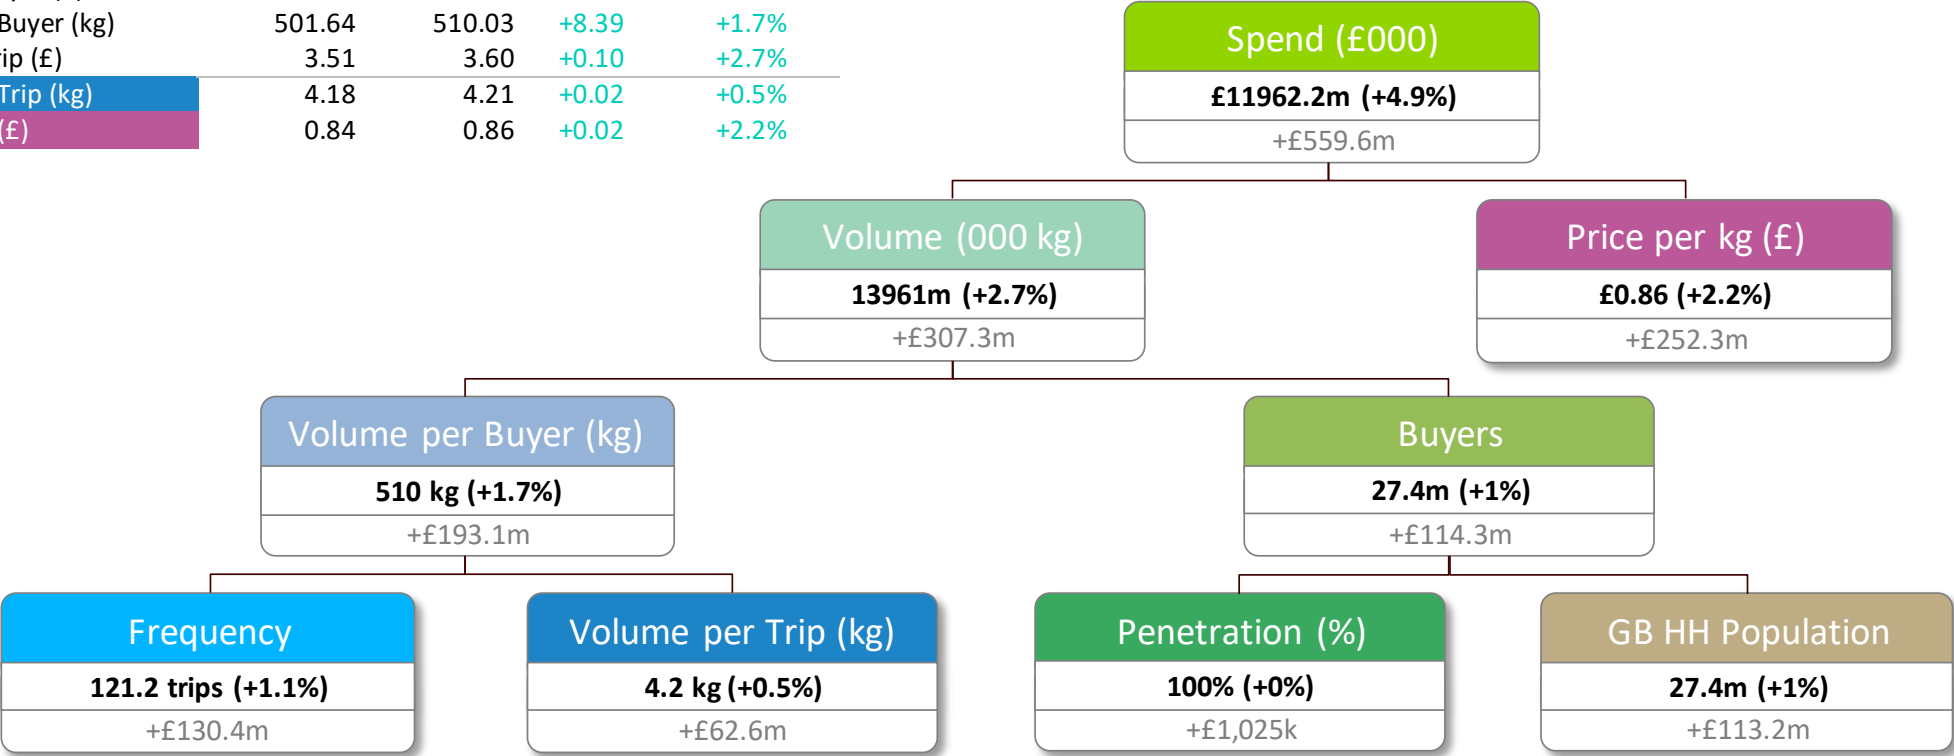 Buyer (kg) 501.64 510.03 +8.39 +1.7%
rip (£) 3.51 3.60 +0.10 +2.7%
Trip (kg) 4.18 4.21 +0.02 +0.5%
(£) 0.84 0.86 +0.02 +2.2%
Spend (£000)
£11962.2m (+4.9%)
+£559.6m
Volume (000 kg)
13961m (+2.7%)
+£307.3m
Price per kg (£)
£0.86 (+2.2%)
+£252.3m
Volume per Buyer (kg)
510 kg (+1.7%)
+£193.1m
Buyers
27.4m (+1%)
+£114.3m
Frequency
121.2 trips (+1.1%)
+£130.4m
Volume per Trip (kg)
4.2 kg (+0.5%)
+£62.6m
Penetration (%)
100% (+0%)
+£1,025k
GB HH Population
27.4m (+1%)
+£113.2m